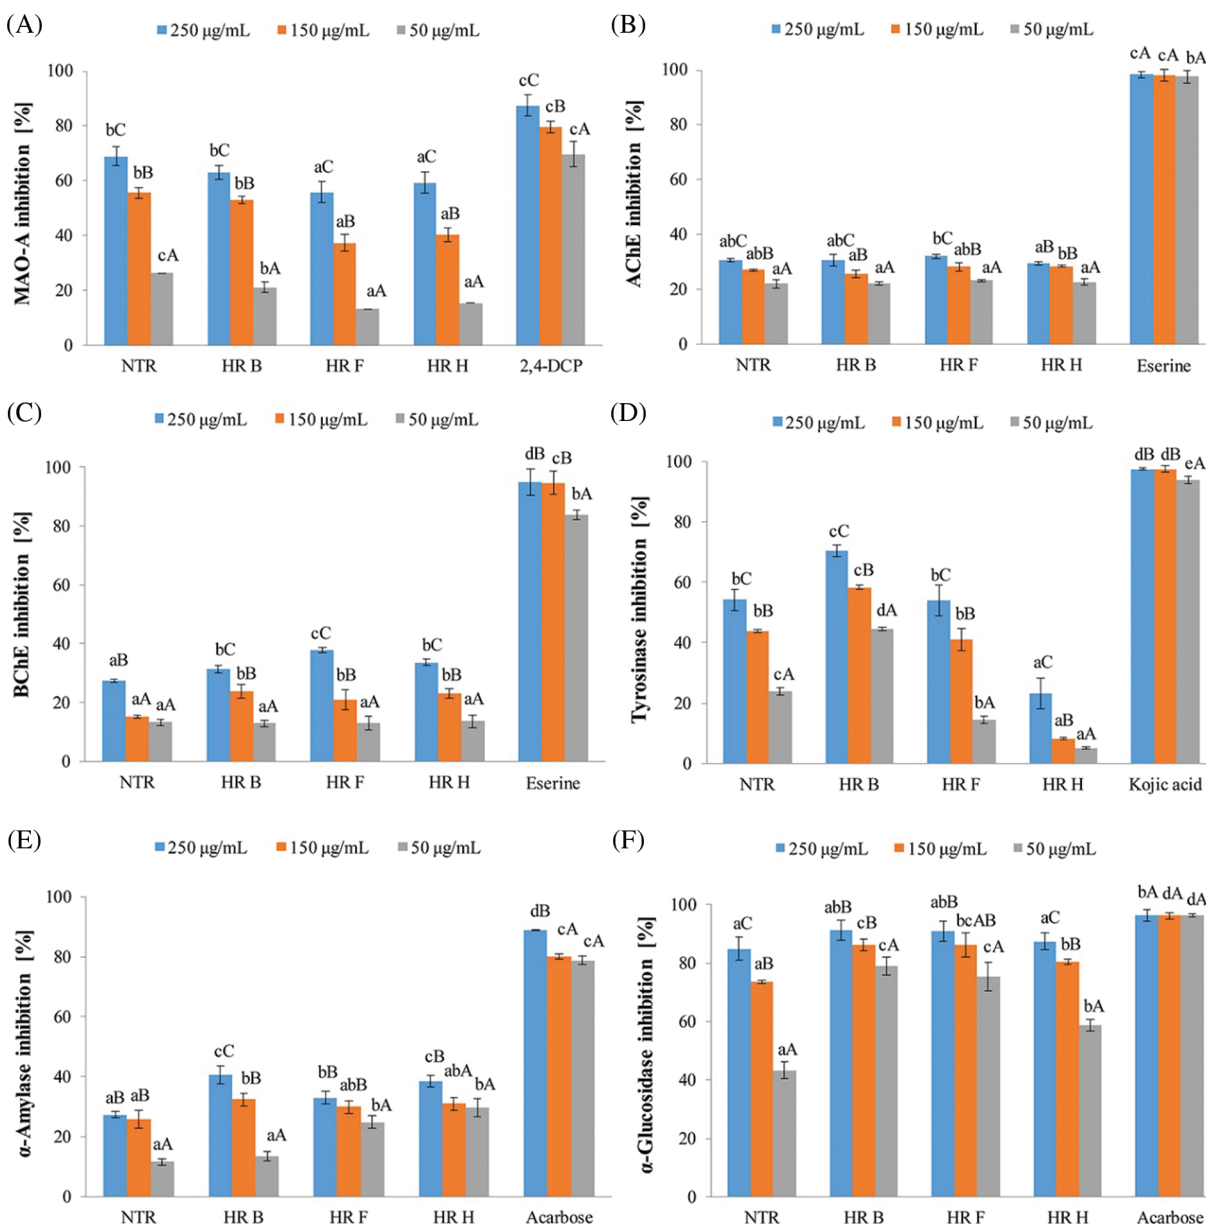 (A)
250 µg/mL 150 µg/mL 50 µg/mL
MAO-A inhibition [%]
100
80
60
40
20
0
bC bB cA
bC bB bA
aC aB aA
aC aB aA
cC cB cA
NTR HR B HR F HR H 2,4-DCP
(B)
250 µg/mL 150 µg/mL 50 µg/mL
AChE inhibition [%]
100
80
60
40
20
0
abC abB aA
abC aB aA
bC abB aA
aB bB aA
cA cA bA
NTR HR B HR F HR H Eserine
(C)
250 µg/mL 150 µg/mL 50 µg/mL
BChE inhibition [%]
100
80
60
40
20
0
aB aA aA
bC bB aA
cC bB aA
bC bB aA
dB cB bA
NTR HR B HR F HR H Eserine
(D)
250 µg/mL 150 µg/mL 50 µg/mL
Tyrosinase inhibition [%]
100
80
60
40
20
0
bC bB cA
cC cB dA
bC bB bA
aC aB aA
dB dB eA
NTR HR B HR F HR H Kojic acid
(E)
250 µg/mL 150 µg/mL 50 µg/mL
α-Amylase inhibition [%]
100
80
60
40
20
0
aB aB aA
cC bB aA
bB abB bA
cB abA bA
dB cA cA
NTR HR B HR F HR H Acarbose
(F)
250 µg/mL 150 µg/mL 50 µg/mL
α-Glucosidase inhibition [%]
100
80
60
40
20
0
aC aB aA
abB cB cA
abB bcAB cA
aC bB bA
bA dA dA
NTR HR B HR F HR H Acarbose